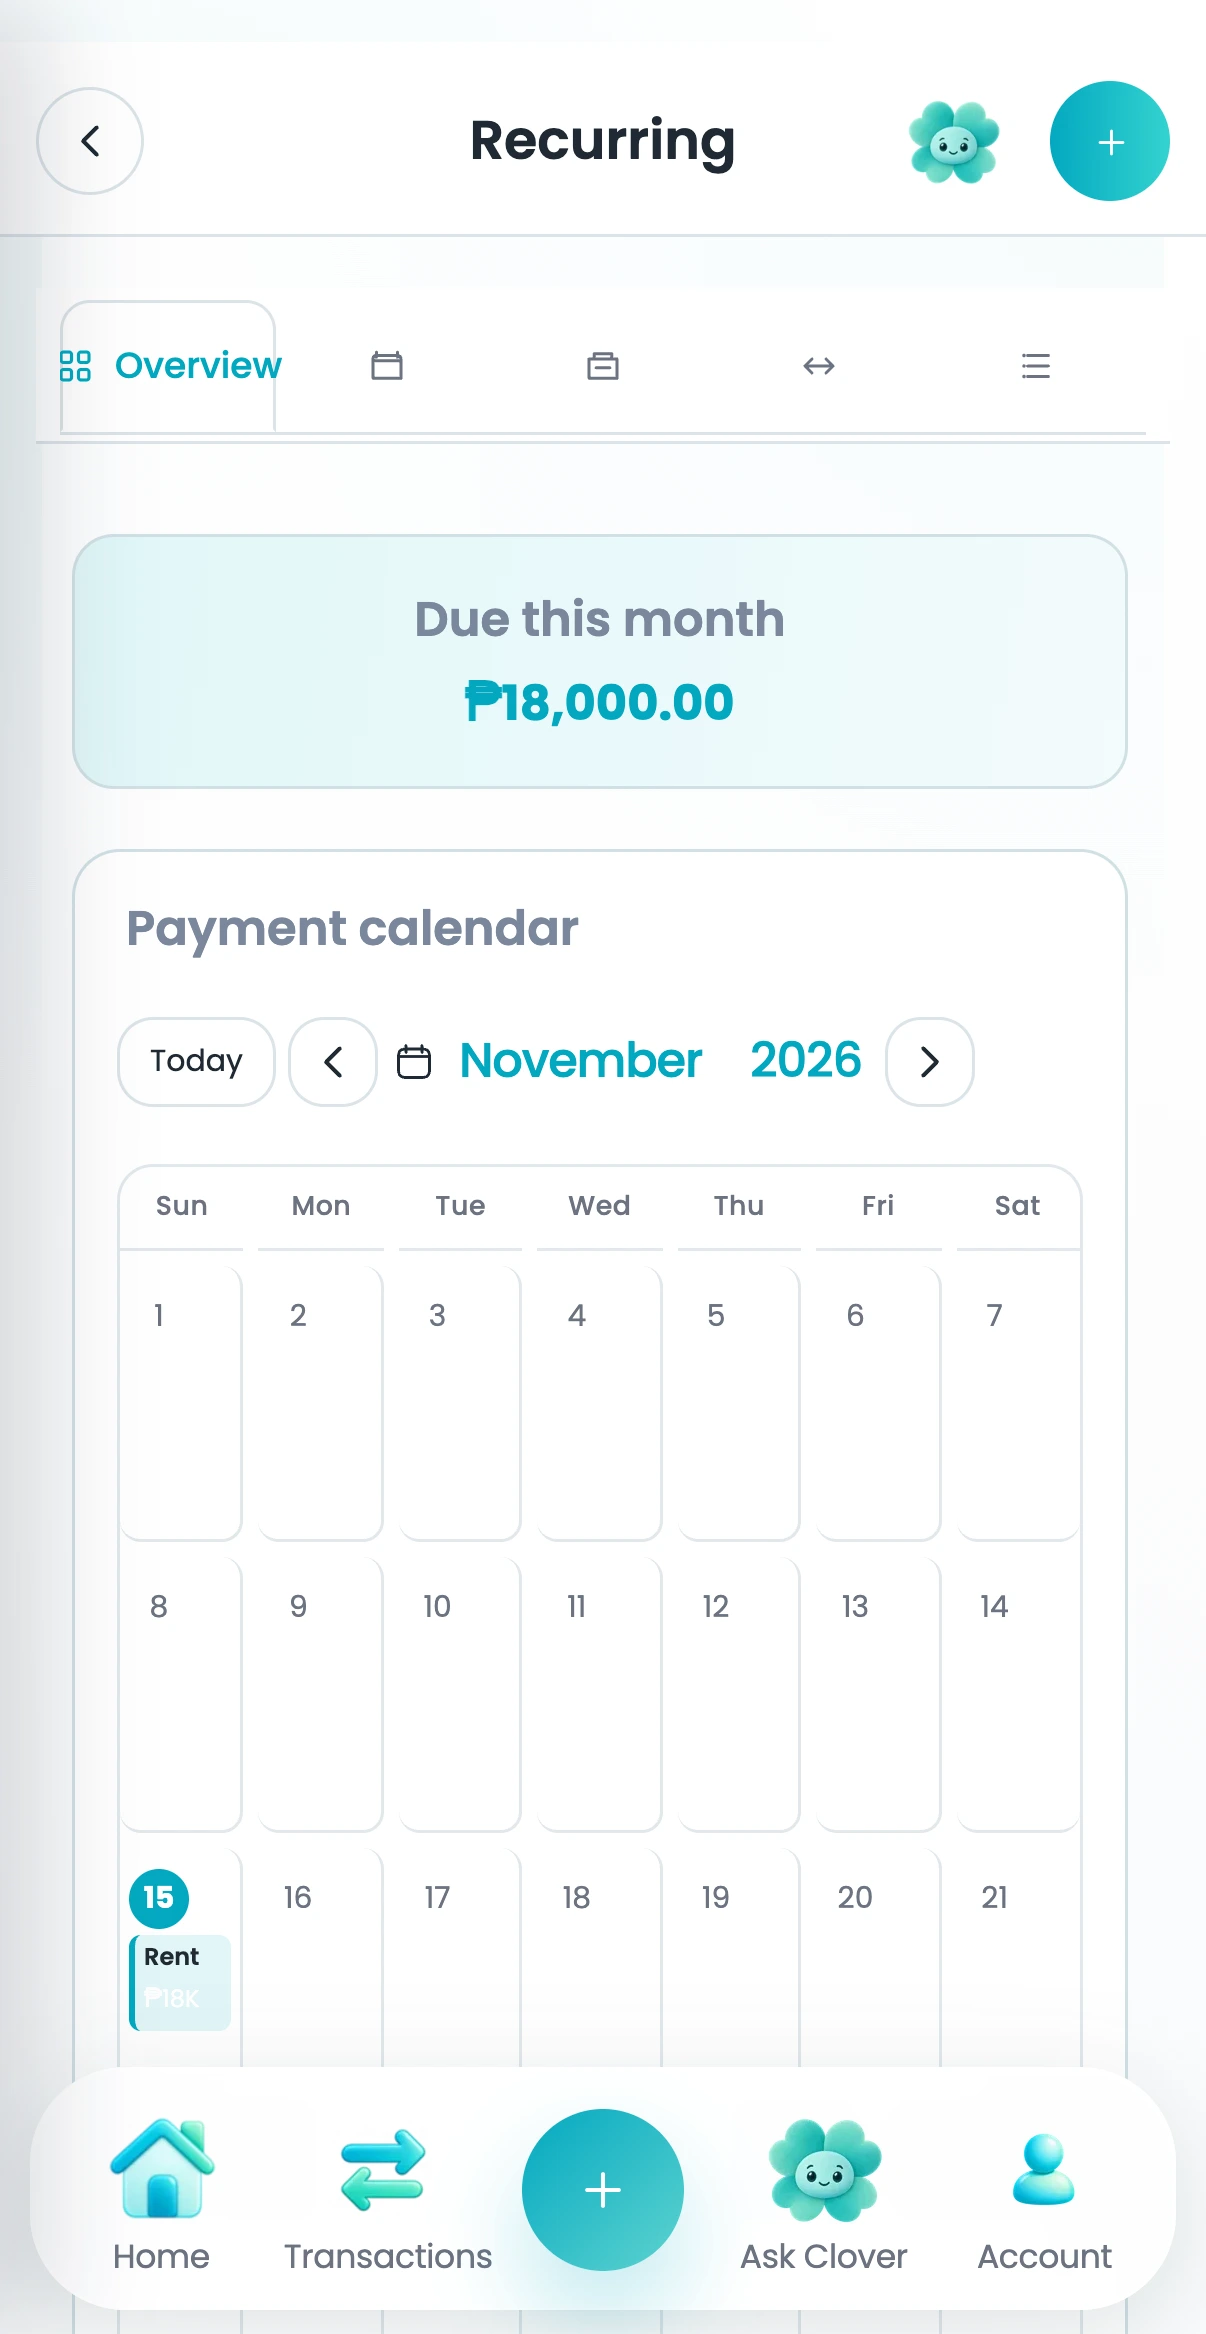 Recurring
Overview
Due this month
₱18,000.00
Payment calendar
Today
November 2026
Sun Mon Tue Wed Thu Fri Sat
1 2 3 4 5 6 7
8 9 10 11 12 13 14
15 16 17 18 19 20 21
Rent
₱18K
Home Transactions Ask Clover Account